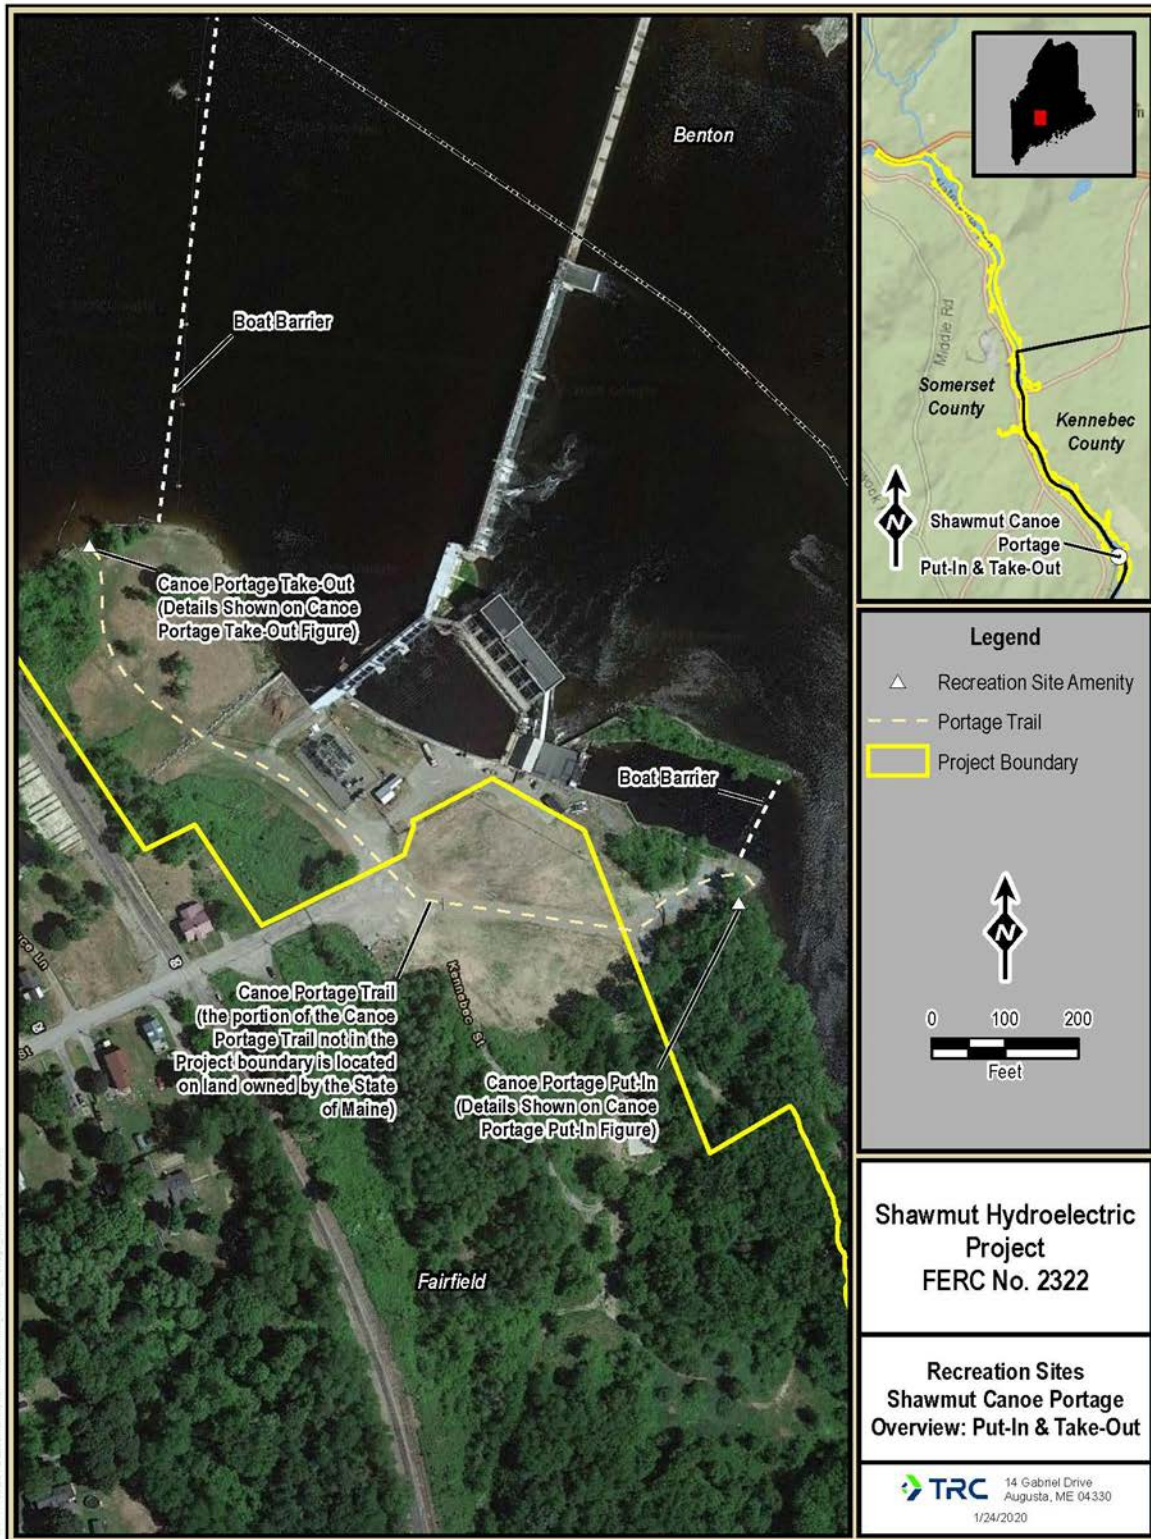 Benton
Boat Barrier
Canoe Portage Take-Out
(Details Shown on Canoe
Portage Take-Out Figure)
Boat Barrier
Canoe Portage Trail
(the portion of the Canoe
Portage Trail not in the
Project boundary is located
on land owned by the State
of Maine)
Kennebec St
St
Canoe Portage Put-In
(Details Shown on Canoe
Portage Put-In Figure)
Fairfield
Middle Rd
Somerset
County
Kennebec
County
N
Shawmut Canoe
Portage
Put-In & Take-Out
Legend
Recreation Site Amenity
Portage Trail
Project Boundary
N
0 100 200
Feet
Shawmut Hydroelectric
Project
FERC No. 2322
Recreation Sites
Shawmut Canoe Portage
Overview: Put-In & Take-Out
TRC
14 Gabriel Drive
Augusta, ME 04330
1/24/2020